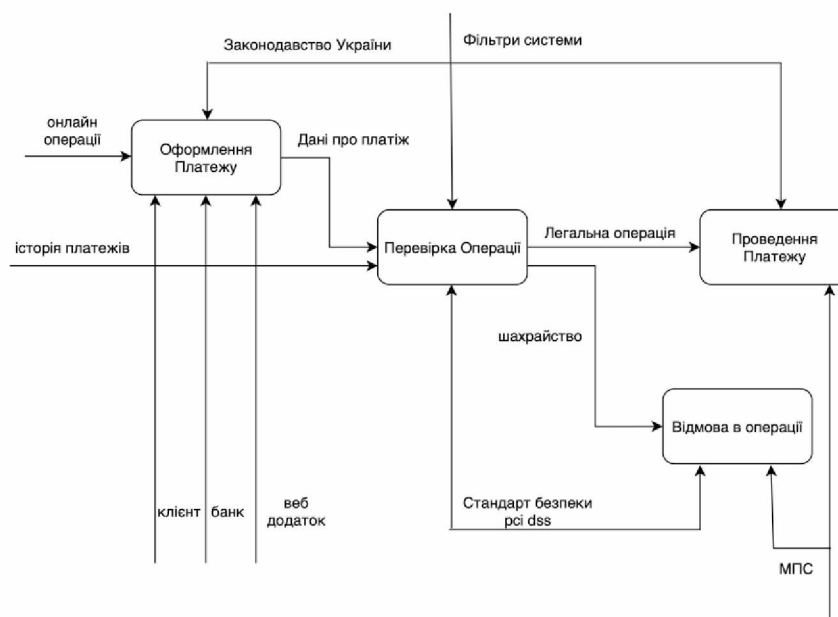 Законодавство України
Фільтри системи
онлайн
операції
Оформлення
Платежу
Дані про платіж
історія платежів
Перевірка Операції
Легальна операція
Проведення
Платежу
шахрайство
Відмова в операції
клієнт
банк
веб
додаток
Стандарт безпеки
pci dss
МПС